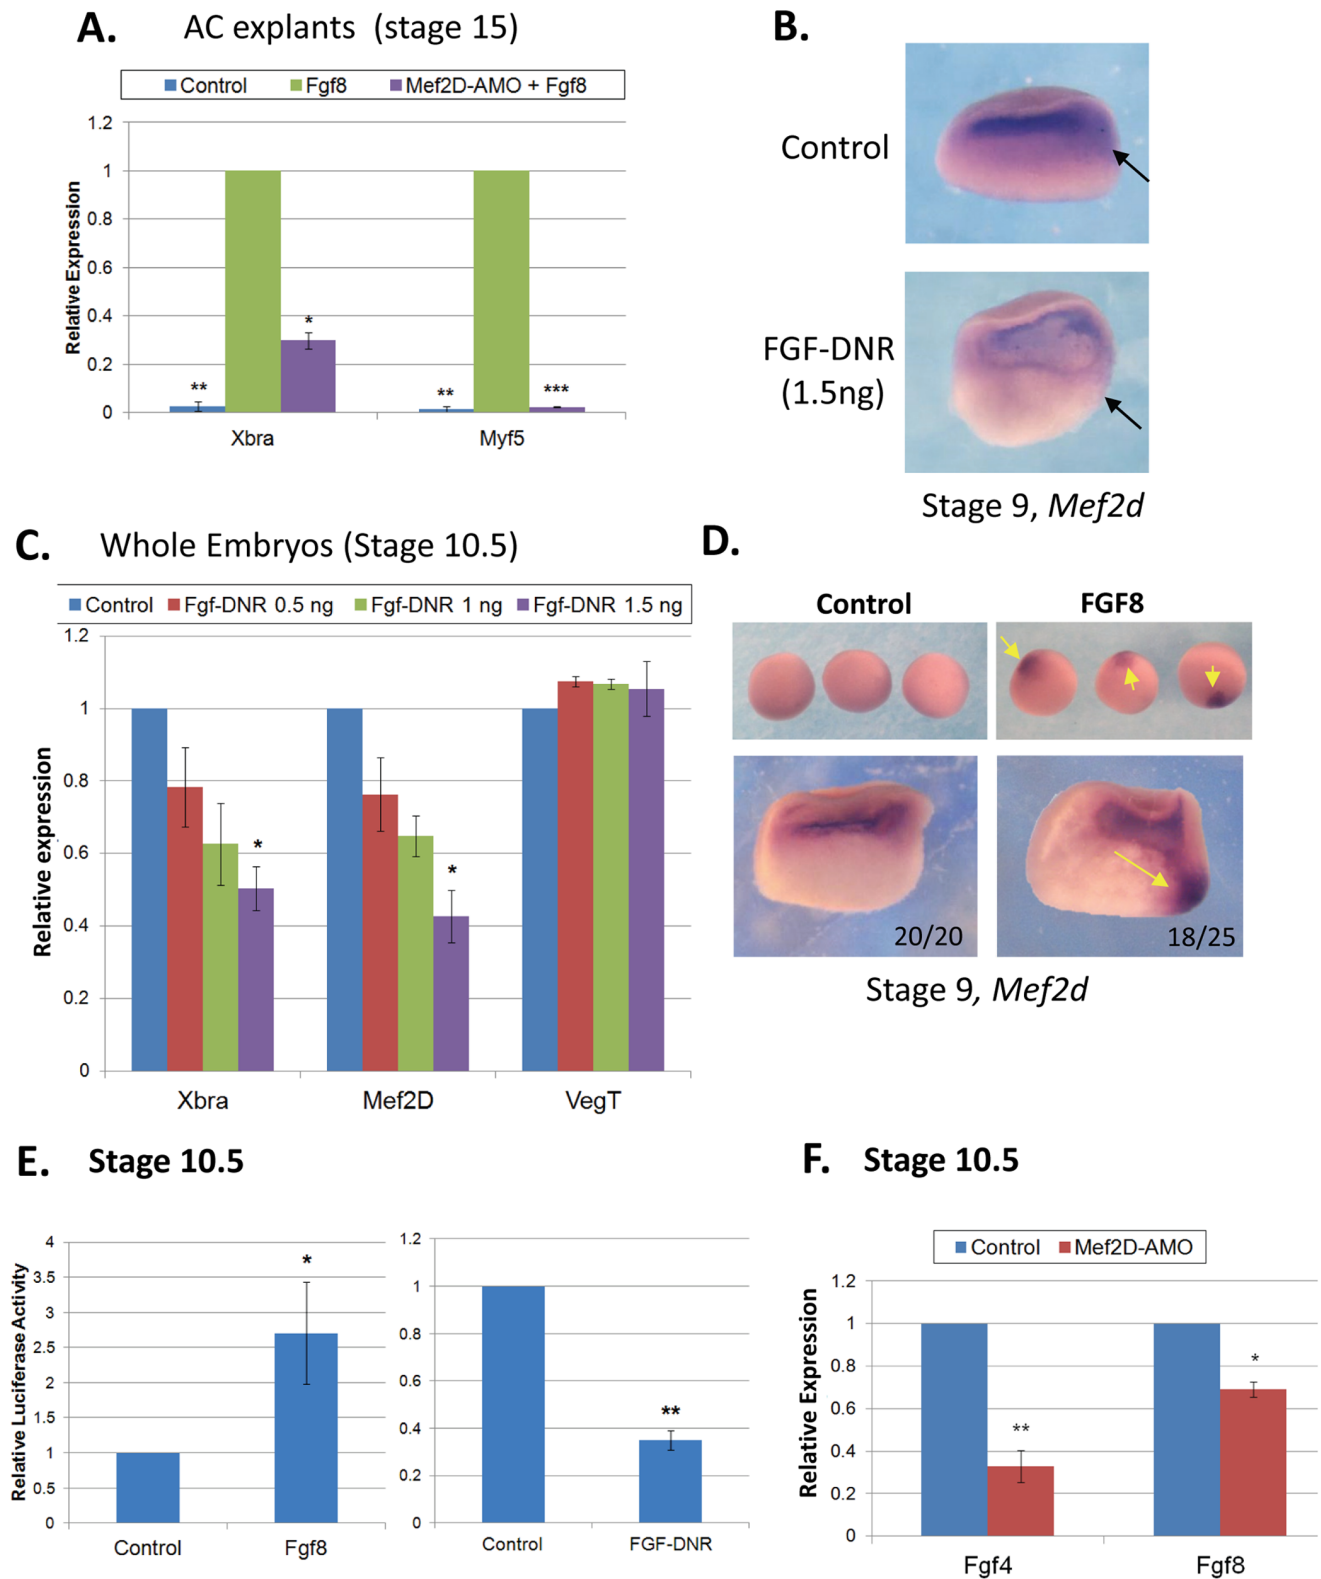 A. AC explants (stage 15)
Control Fgf8 Mef2D-AMO + Fgf8
Relative Expression
1.2
1
0.8
0.6
0.4
0.2
0
**
*
**
***
Xbra Myf5
B.
Control
FGF-DNR
(1.5ng)
Stage 9, Mef2d
C. Whole Embryos (Stage 10.5)
Control Fgf-DNR 0.5 ng Fgf-DNR 1 ng Fgf-DNR 1.5 ng
Relative expression
1.2
1
0.8
0.6
0.4
0.2
0
*
*
Xbra Mef2D VegT
D.
Control FGF8
20/20 18/25
Stage 9, Mef2d
E. Stage 10.5
Relative Luciferase Activity
4
3.5
3
2.5
2
1.5
1
0.5
0
*
Control Fgf8
1.2
1
0.8
0.6
0.4
0.2
0
**
Control FGF-DNR
F. Stage 10.5
Control Mef2D-AMO
Relative Expression
1.2
1
0.8
0.6
0.4
0.2
0
**
*
Fgf4 Fgf8